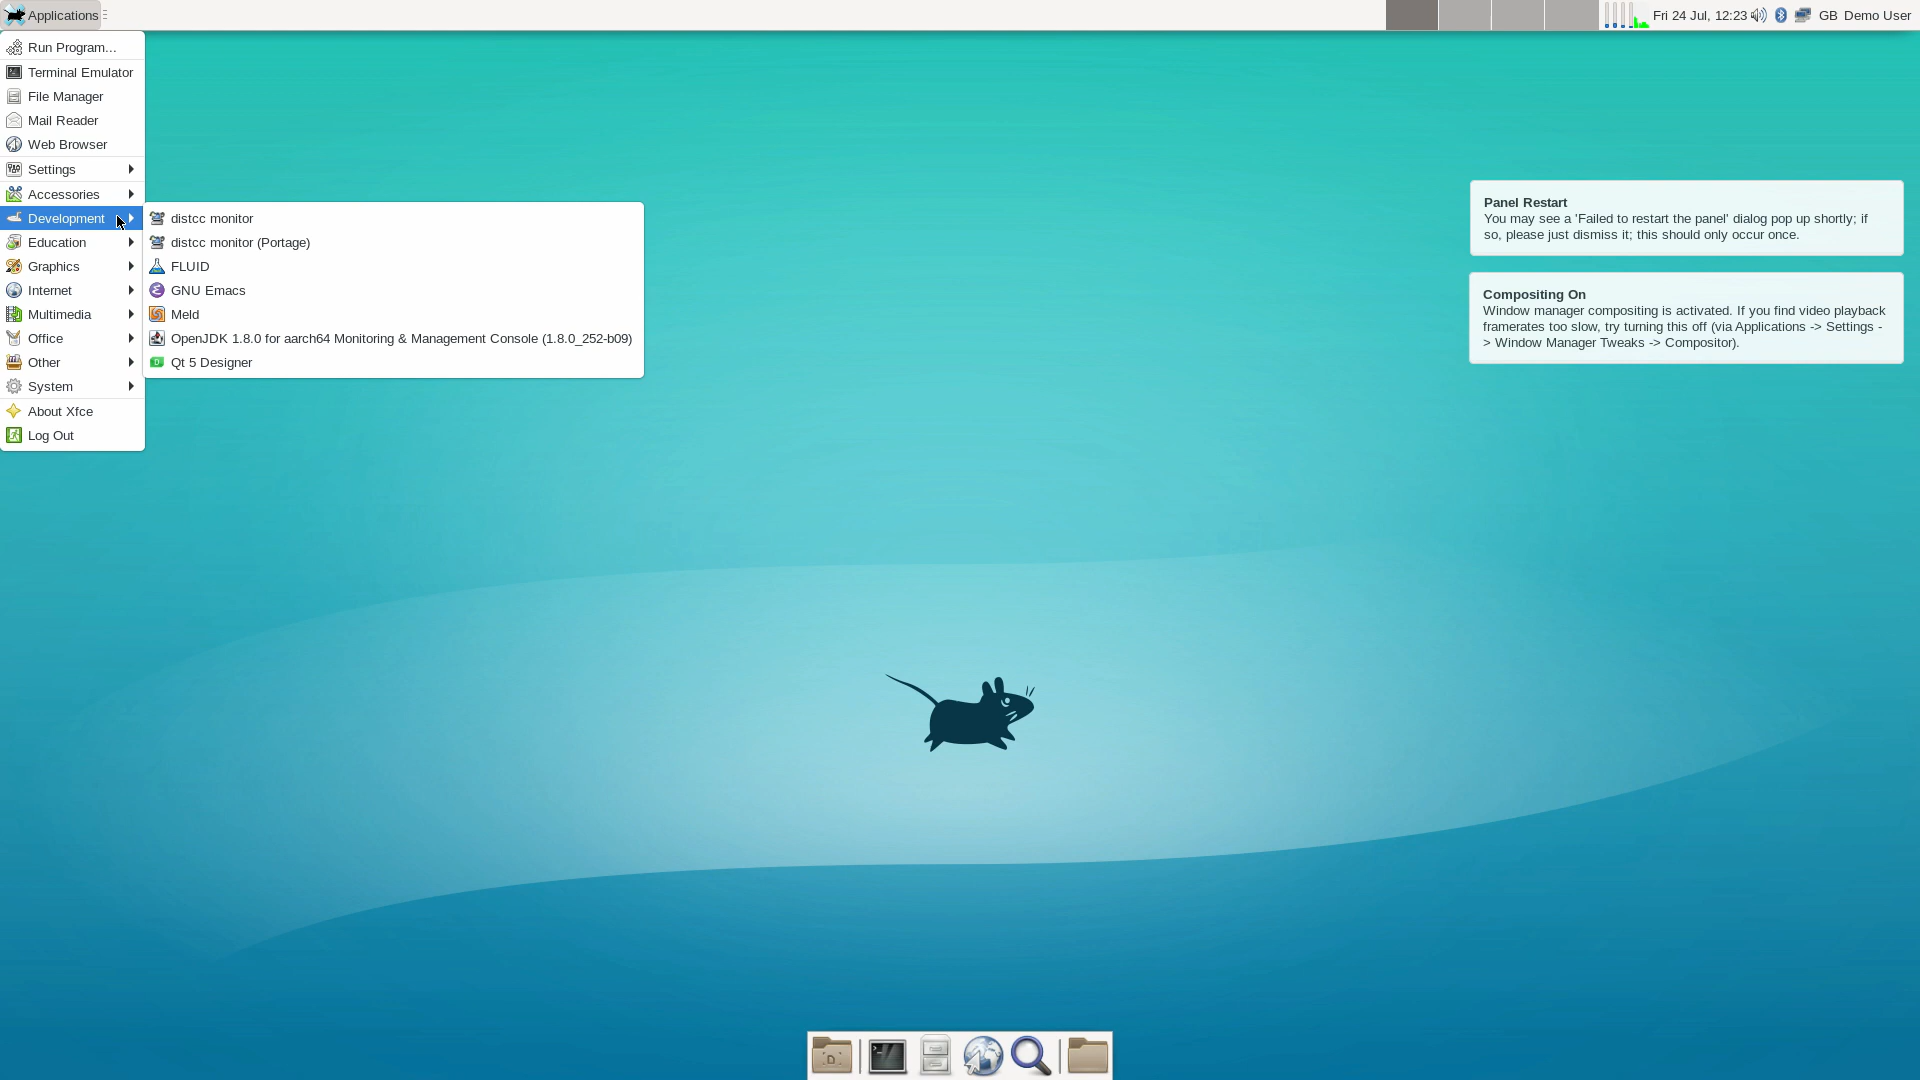 Applications
Fri 24 Jul, 12:23
GB
Demo User
Run Program...
Terminal Emulator
File Manager
Mail Reader
Web Browser
Settings
Accessories
Development
Education
Graphics
Internet
Multimedia
Office
Other
System
About Xfce
Log Out
distcc monitor
distcc monitor (Portage)
FLUID
GNU Emacs
Meld
OpenJDK 1.8.0 for aarch64 Monitoring & Management Console (1.8.0_252-b09)
Qt 5 Designer
Panel Restart
You may see a 'Failed to restart the panel' dialog pop up shortly; if
so, please just dismiss it; this should only occur once.
Compositing On
Window manager compositing is activated. If you find video playback
framerates too slow, try turning this off (via Applications -> Settings -
> Window Manager Tweaks -> Compositor).
D